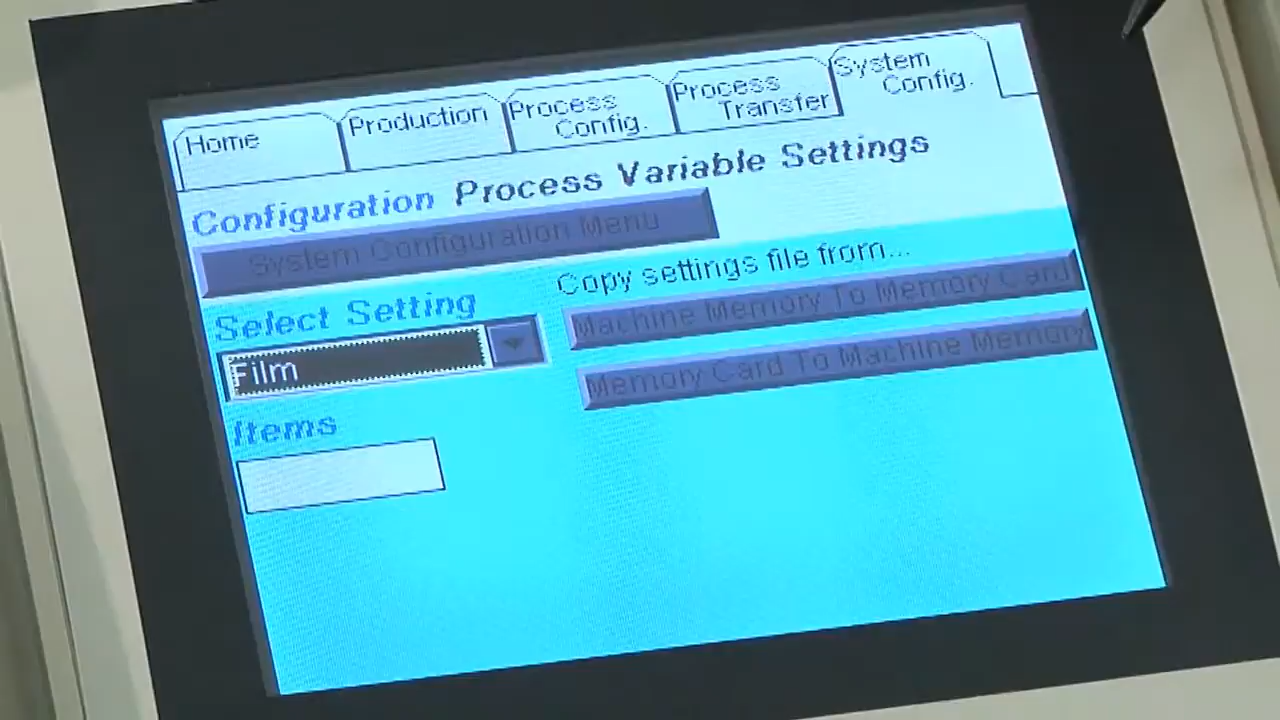 Home
Production
Process Config.
Process Transfer
System Config.
Configuration Process Variable Settings
System Configuration Menu
Copy settings file from...
Select Setting
Machine Memory To Memory Card
Film
Memory Card To Machine Memory
Items